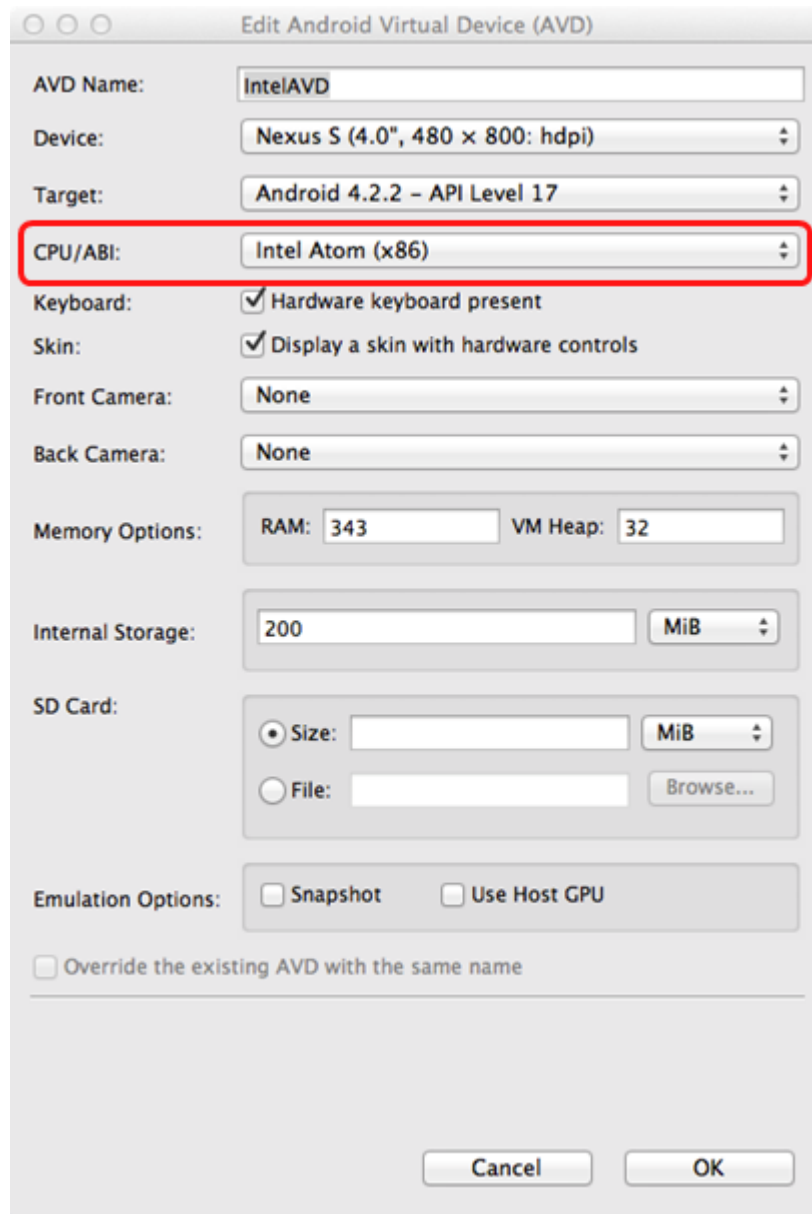 Edit Android Virtual Device (AVD)
AVD Name: IntelAVD
Device: Nexus S (4.0", 480 × 800: hdpi)
Target: Android 4.2.2 – API Level 17
CPU/ABI: Intel Atom (x86)
Keyboard: Hardware keyboard present
Skin: Display a skin with hardware controls
Front Camera: None
Back Camera: None
Memory Options: RAM: 343 VM Heap: 32
Internal Storage: 200 MiB
SD Card:
Size: MiB
File: Browse...
Emulation Options: Snapshot Use Host GPU
Override the existing AVD with the same name
Cancel OK